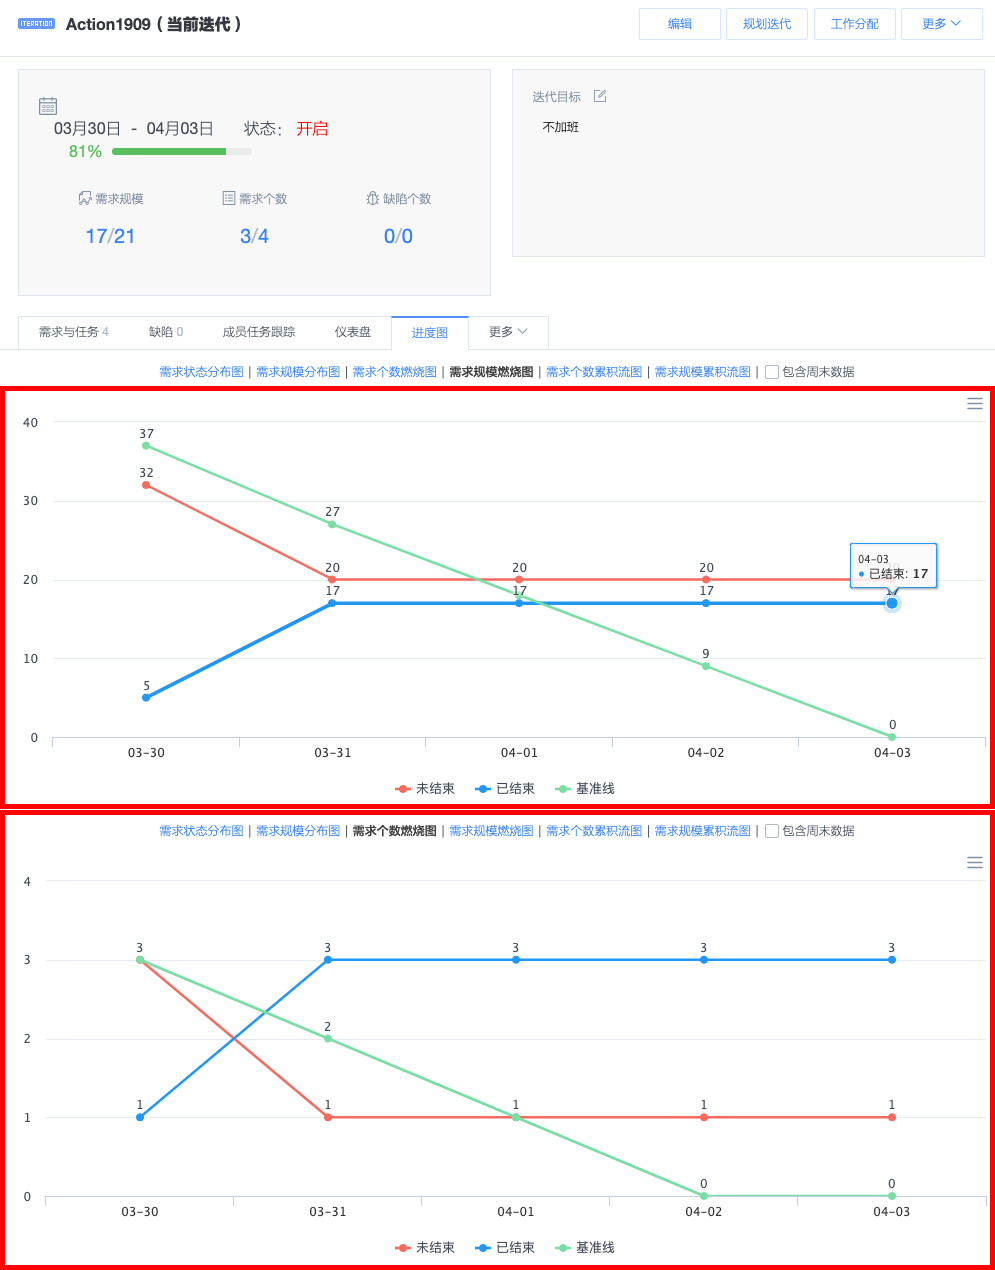 ITERATION Action1909 ( 当前迭代 ) 编辑 规划迭代 工作分配 更多
03月30日 - 04月03日 状态： 开启
81%
需求规模 需求个数 缺陷个数
17/21 3/4 0/0
迭代目标
不加班
需求与任务 4 缺陷 0 成员任务跟踪 仪表盘 进度图 更多
需求状态分布图 | 需求规模分布图 | 需求个数燃烧图 | 需求规模燃烧图 | 需求个数累积流图 | 需求规模累积流图 | 包含周末数据
40
37
32
30
27
20 20 20 20
17 17 17 17
04-03
已结束: 17
10
9
5
0 0
03-30 03-31 04-01 04-02 04-03
未结束 已结束 基准线
需求状态分布图 | 需求规模分布图 | 需求个数燃烧图 | 需求规模燃烧图 | 需求个数累积流图 | 需求规模累积流图 | 包含周末数据
4
3 3 3 3 3
3
2
2
1 1 1 1 1
1
0 0
0
03-30 03-31 04-01 04-02 04-03
未结束 已结束 基准线